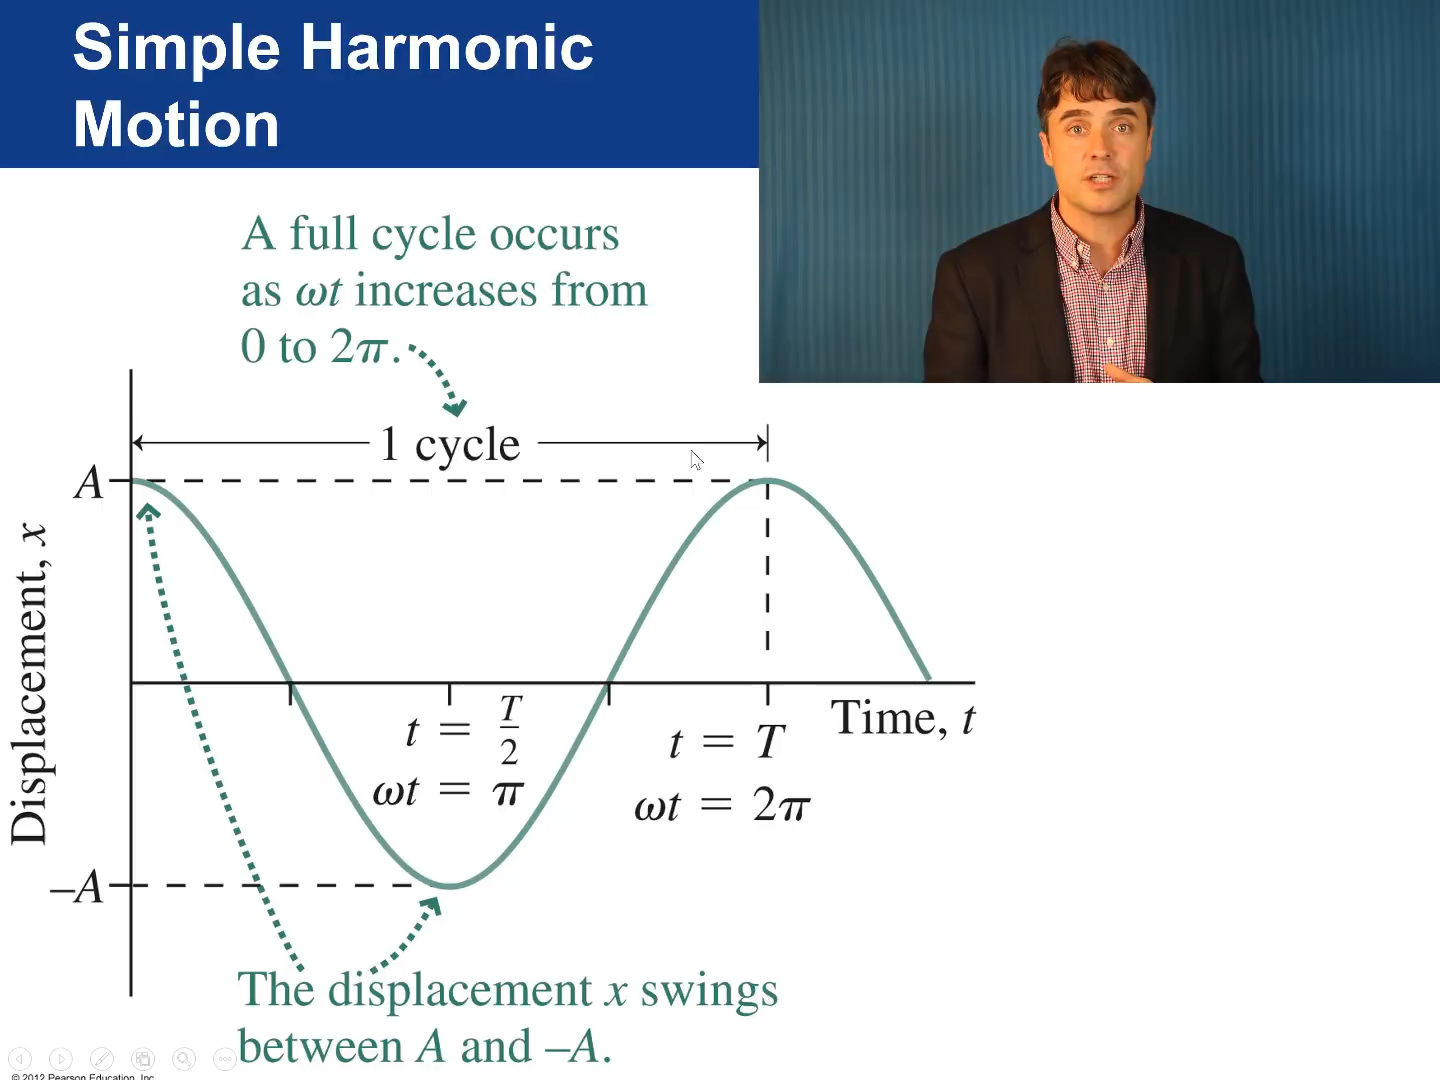 Simple Harmonic
Motion
A full cycle occurs
as ωt increases from
0 to 2π.
1 cycle
A
Displacement, x
t = T/2
ωt = π
t = T
ωt = 2π
Time, t
–A
The displacement x swings
between A and –A.
© 2012 Pearson Education, Inc.